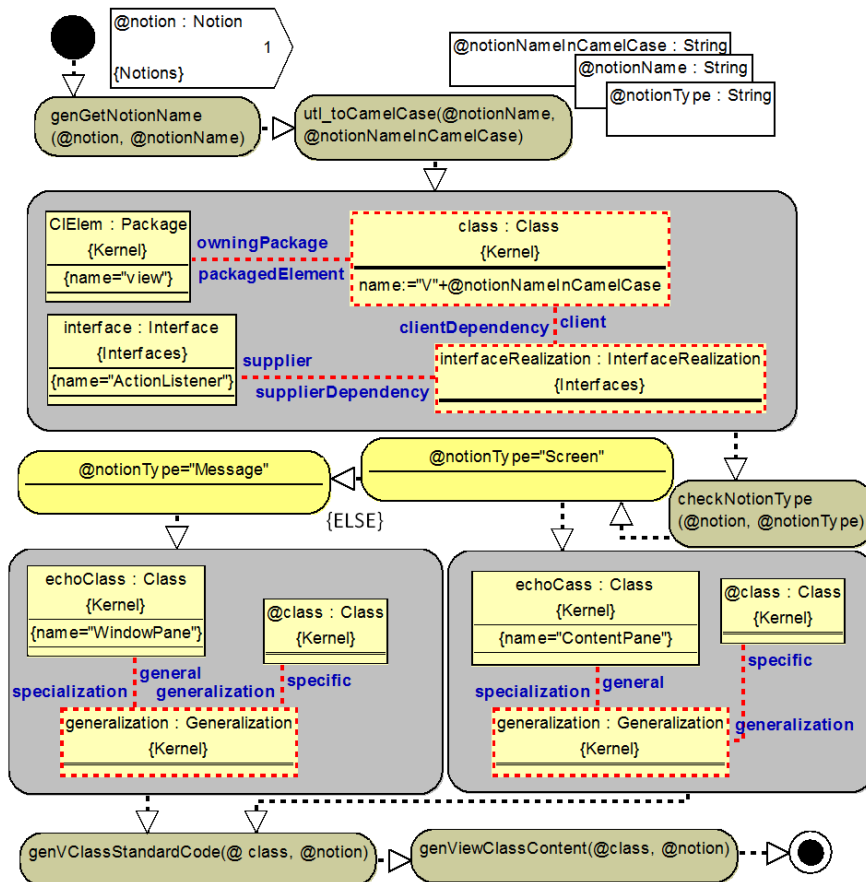 @notion : Notion
1
{Notions}
@notionNameInCamelCase : String
@notionName : String
@notionType : String
genGetNotionName
(@notion, @notionName)
utl_toCamelCase(@notionName,
@notionNameInCamelCase)
ClElem : Package
{Kernel}
{name="view"}
owningPackage
packagedElement
class : Class
{Kernel}
name:="V"+@notionNameInCamelCase
clientDependency
client
interface : Interface
{Interfaces}
{name="ActionListener"}
supplier
supplierDependency
interfaceRealization : InterfaceRealization
{Interfaces}
@notionType="Message"
@notionType="Screen"
{ELSE}
checkNotionType
(@notion, @notionType)
echoClass : Class
{Kernel}
{name="WindowPane"}
@class : Class
{Kernel}
general
specialization
generalization
specific
generalization : Generalization
{Kernel}
echoCass : Class
{Kernel}
{name="ContentPane"}
@class : Class
{Kernel}
specific
general
specialization
generalization
generalization : Generalization
{Kernel}
genVClassStandardCode(@ class, @notion)
genViewClassContent(@class, @notion)